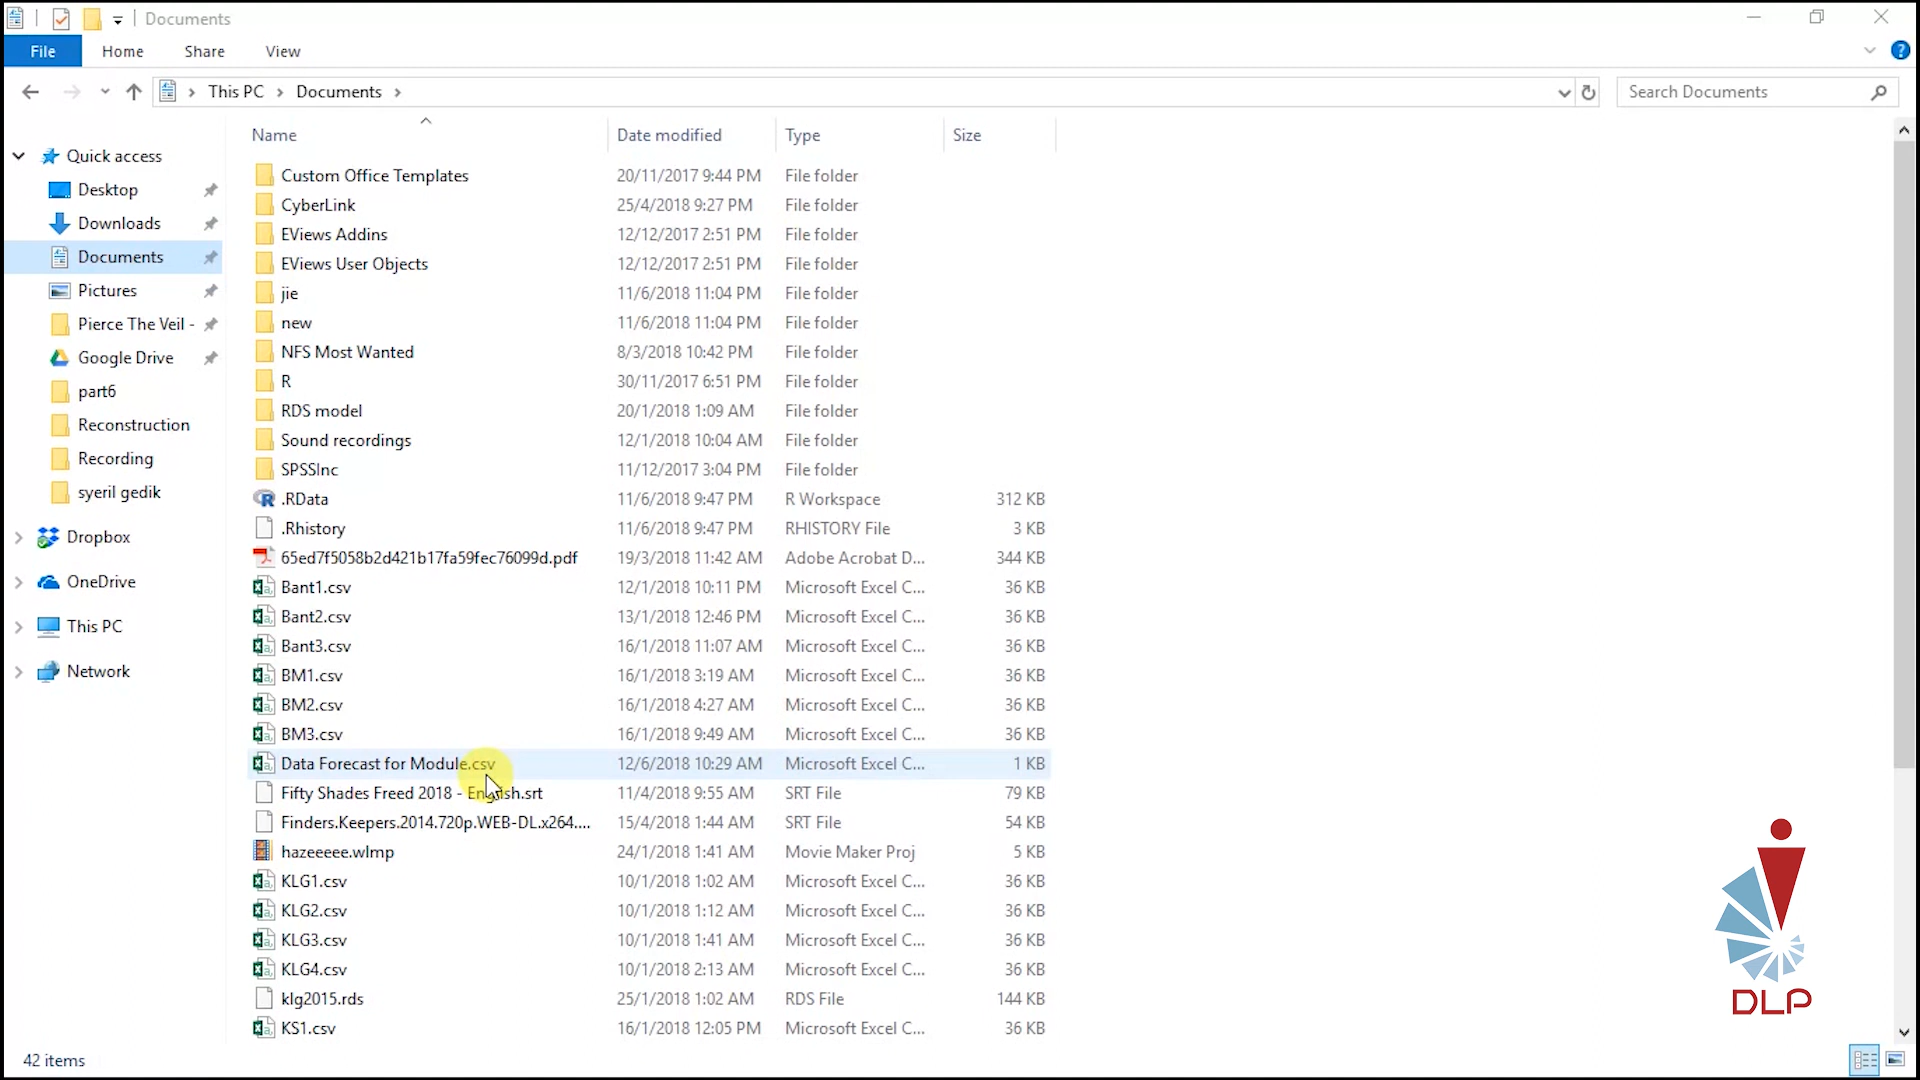 Documents
File Home Share View
This PC Documents Search Documents
Name Date modified Type Size
Quick access
Desktop
Downloads
Documents
Pictures
Pierce The Veil -
Google Drive
part6
Reconstruction
Recording
syeril gedik
Dropbox
OneDrive
This PC
Network
Custom Office Templates 20/11/2017 9:44 PM File folder
CyberLink 25/4/2018 9:27 PM File folder
EViews Addins 12/12/2017 2:51 PM File folder
EViews User Objects 12/12/2017 2:51 PM File folder
jie 11/6/2018 11:04 PM File folder
new 11/6/2018 11:04 PM File folder
NFS Most Wanted 8/3/2018 10:42 PM File folder
R 30/11/2017 6:51 PM File folder
RDS model 20/1/2018 1:09 AM File folder
Sound recordings 12/1/2018 10:04 AM File folder
SPSSInc 11/12/2017 3:04 PM File folder
.RData 11/6/2018 9:47 PM R Workspace 312 KB
.Rhistory 11/6/2018 9:47 PM RHISTORY File 3 KB
65ed7f5058b2d421b17fa59fec76099d.pdf 19/3/2018 11:42 AM Adobe Acrobat D... 344 KB
Bant1.csv 12/1/2018 10:11 PM Microsoft Excel C... 36 KB
Bant2.csv 13/1/2018 12:46 PM Microsoft Excel C... 36 KB
Bant3.csv 16/1/2018 11:07 AM Microsoft Excel C... 36 KB
BM1.csv 16/1/2018 3:19 AM Microsoft Excel C... 36 KB
BM2.csv 16/1/2018 4:27 AM Microsoft Excel C... 36 KB
BM3.csv 16/1/2018 9:49 AM Microsoft Excel C... 36 KB
Data Forecast for Module.csv 12/6/2018 10:29 AM Microsoft Excel C... 1 KB
Fifty Shades Freed 2018 - English.srt 11/4/2018 9:55 AM SRT File 79 KB
Finders.Keepers.2014.720p.WEB-DL.x264.... 15/4/2018 1:44 AM SRT File 54 KB
hazeeeee.wlmp 24/1/2018 1:41 AM Movie Maker Proj 5 KB
KLG1.csv 10/1/2018 1:02 AM Microsoft Excel C... 36 KB
KLG2.csv 10/1/2018 1:12 AM Microsoft Excel C... 36 KB
KLG3.csv 10/1/2018 1:41 AM Microsoft Excel C... 36 KB
KLG4.csv 10/1/2018 2:13 AM Microsoft Excel C... 36 KB
klg2015.rds 25/1/2018 1:02 AM RDS File 144 KB
KS1.csv 16/1/2018 12:05 PM Microsoft Excel C... 36 KB
DLP
42 items